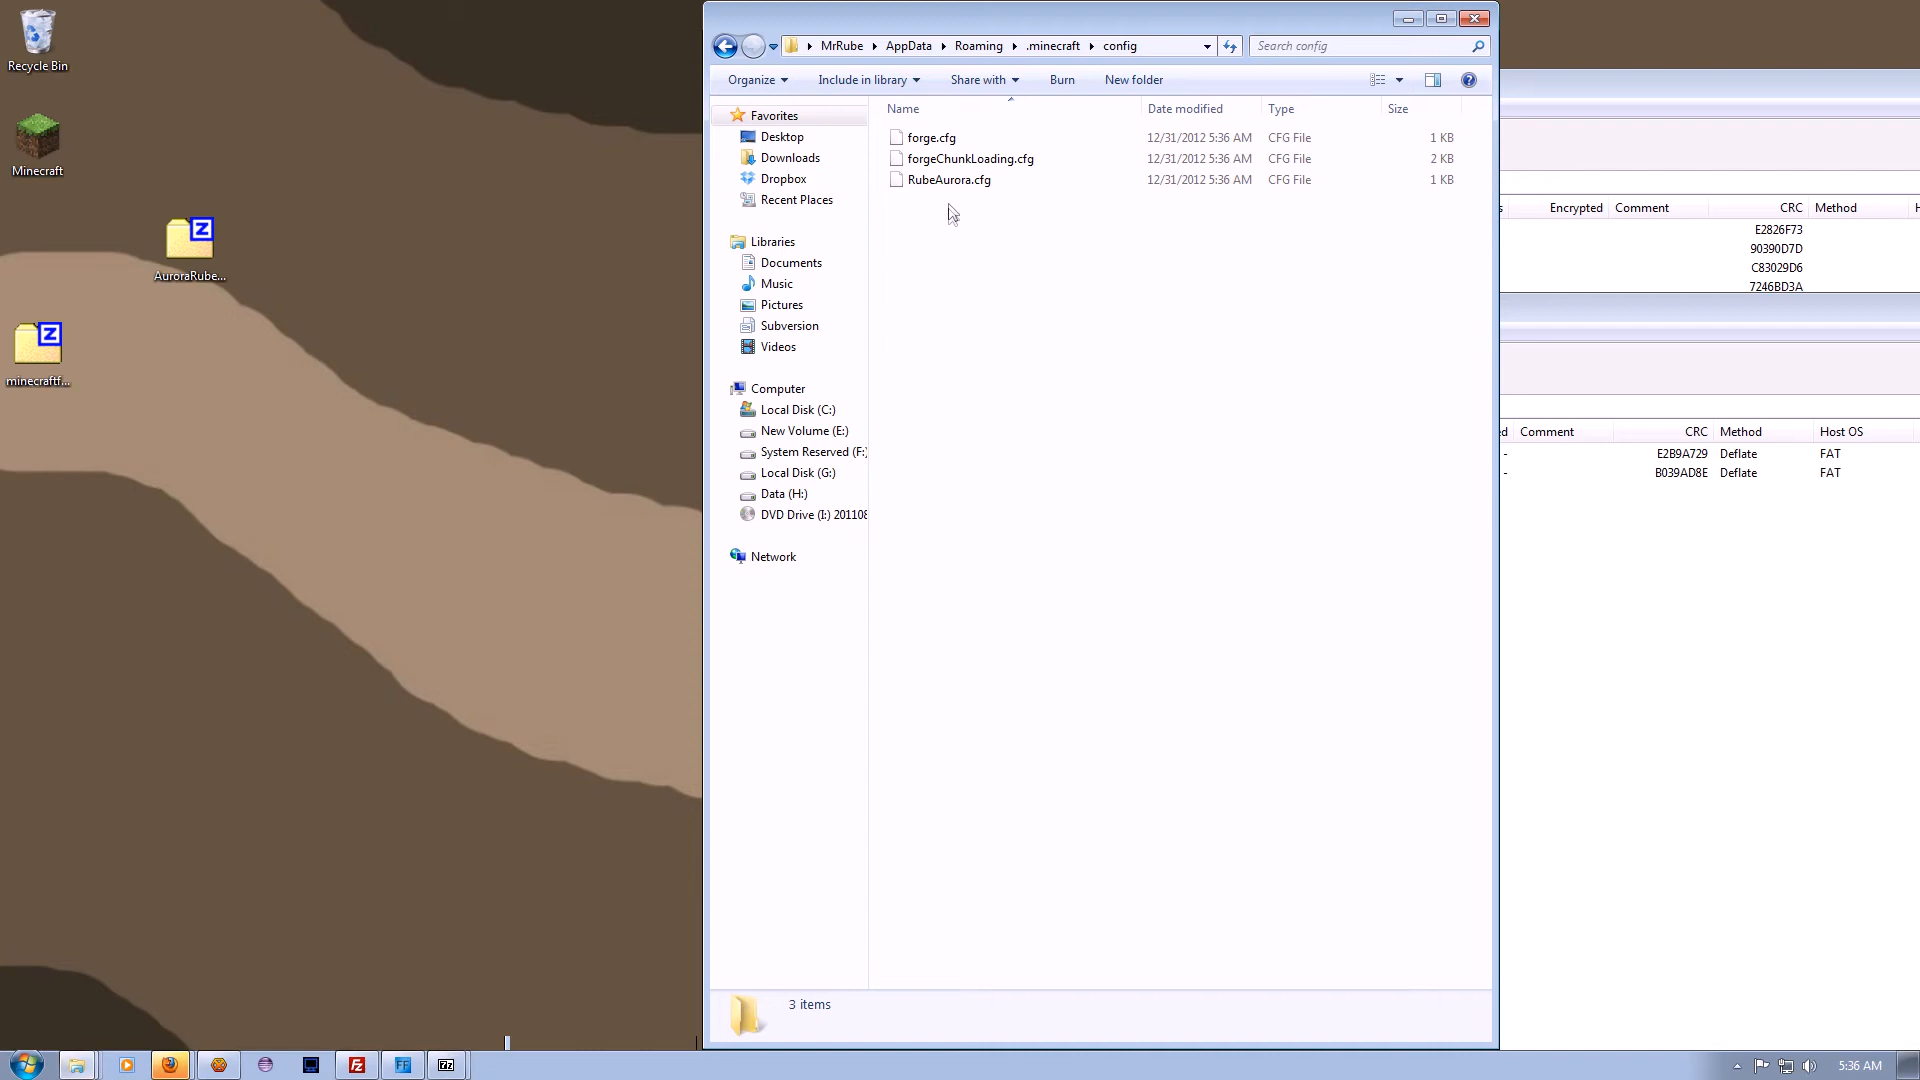 Recycle Bin
Minecraft
AuroraRube...
minecraftf...
MrRube
AppData
Roaming
.minecraft
config
Search config
Organize
Include in library
Share with
Burn
New folder
Favorites
Desktop
Downloads
Dropbox
Recent Places
Libraries
Documents
Music
Pictures
Subversion
Videos
Computer
Local Disk (C:)
New Volume (E:)
System Reserved (F:)
Local Disk (G:)
Data (H:)
DVD Drive (I:) 201108
Network
Name Date modified Type Size
forge.cfg 12/31/2012 5:36 AM CFG File 1 KB
forgeChunkLoading.cfg 12/31/2012 5:36 AM CFG File 2 KB
RubeAurora.cfg 12/31/2012 5:36 AM CFG File 1 KB
3 items
s Encrypted Comment CRC Method H
E2826F73
90390D7D
C83029D6
7246BD3A
ed Comment CRC Method Host OS
- E2B9A729 Deflate FAT
- B039AD8E Deflate FAT
Fz
FF
7z
5:36 AM